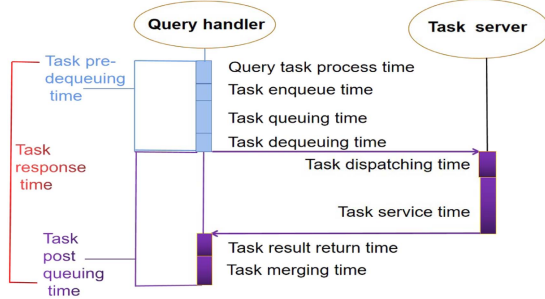 Query handler
Task server
Task pre-
dequeuing
time
Query task process time
Task enqueue time
Task queuing time
Task dequeuing time
Task
response
time
Task dispatching time
Task service time
Task
post
queuing
time
Task result return time
Task merging time